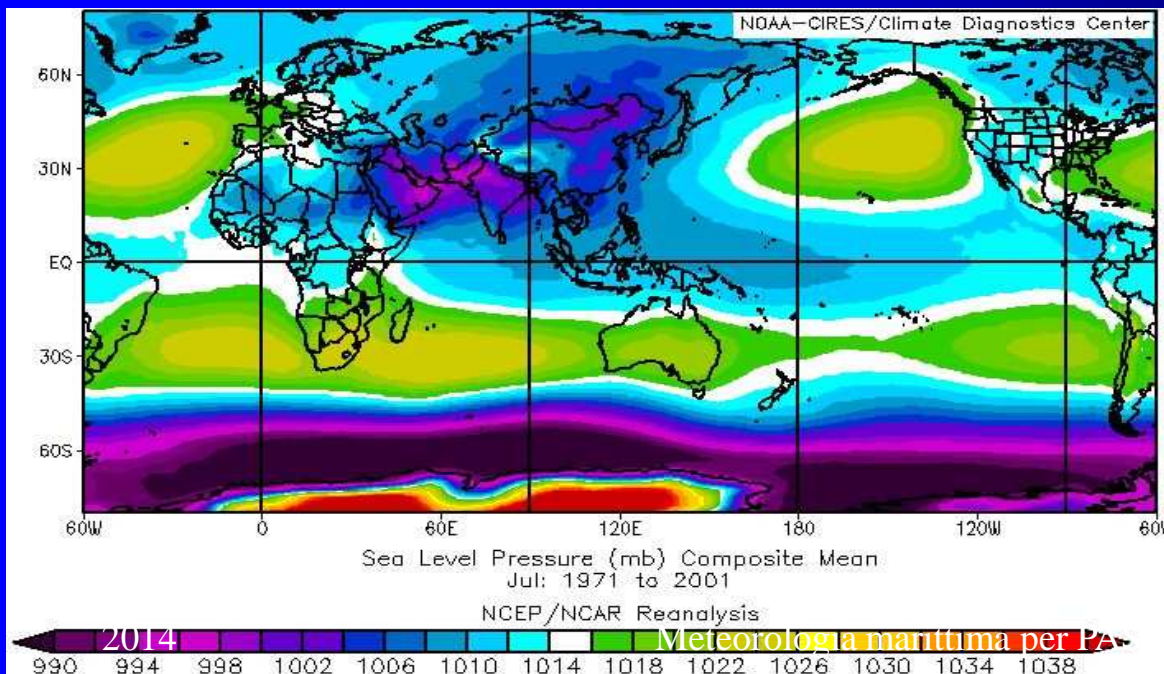 NOAA-CIRES/Climate Diagnostics Center
60N
30N
EQ
30S
60S
60W 0 60E 120E 180 120W 60W
Sea Level Pressure (mb) Composite Mean
Jul: 1971 to 2001
NCEP/NCAR Reanalysis
2014 Meteorologia marittima per PA
990 994 998 1002 1006 1010 1014 1018 1022 1026 1030 1034 1038